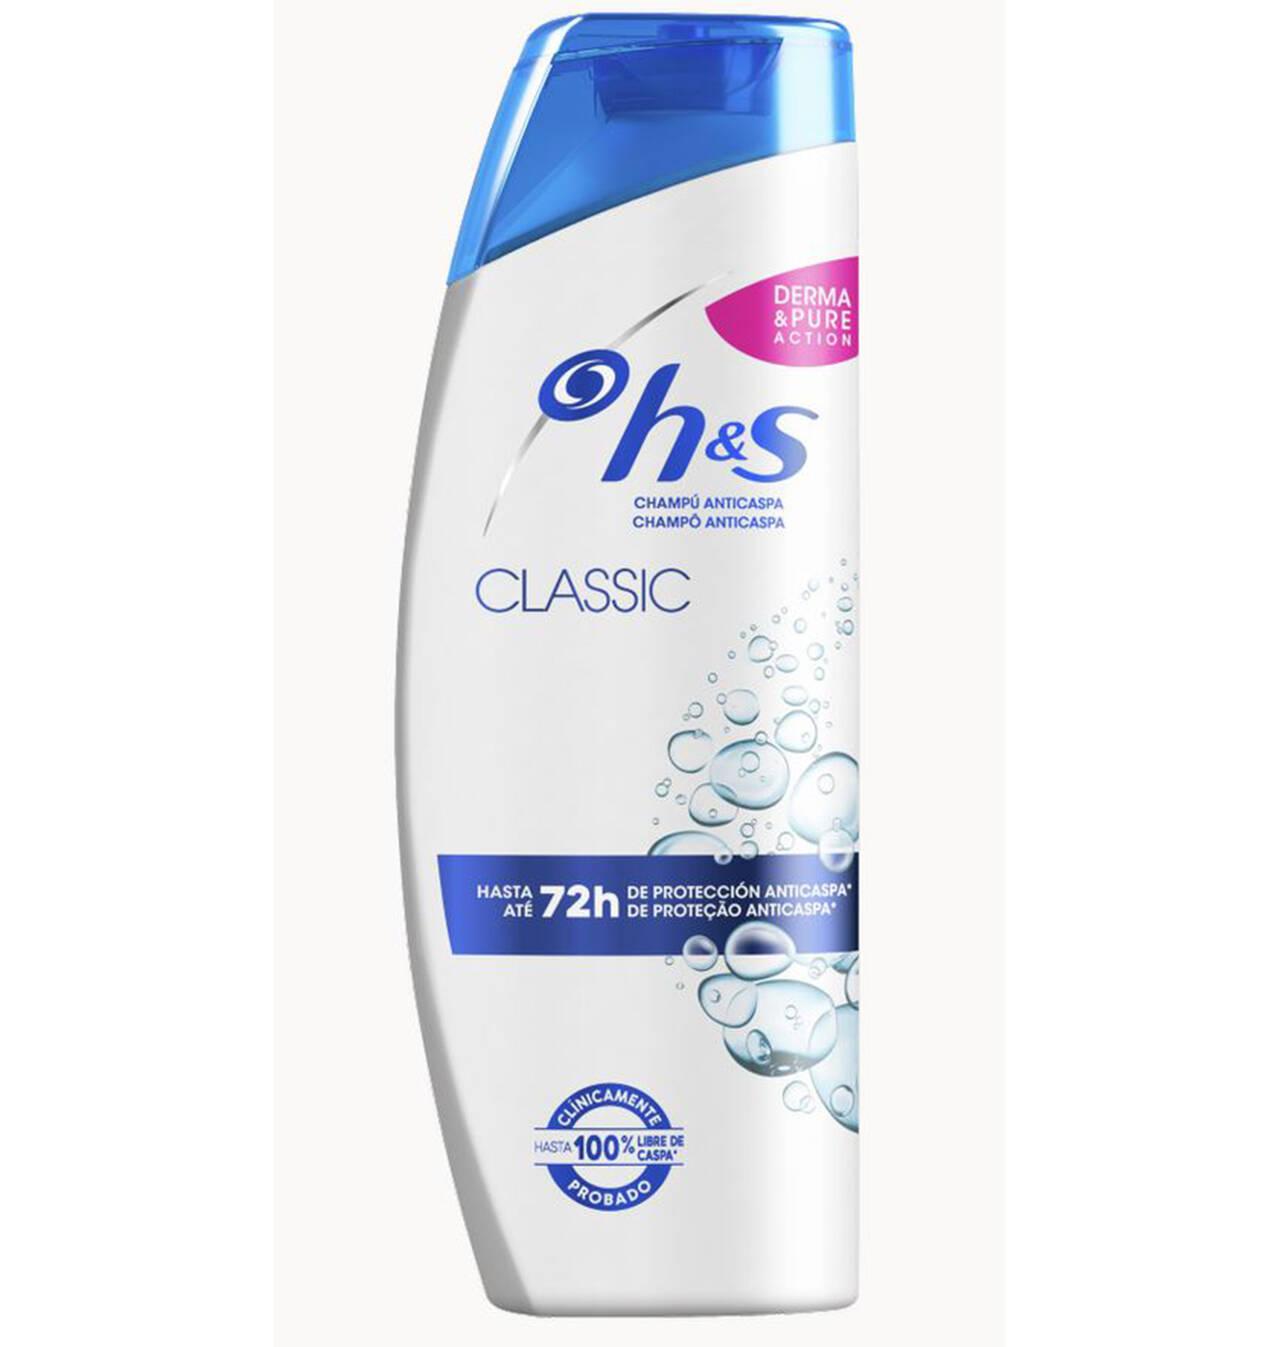 DERMA
&PURE
ACTION
h&s
CHAMPÚ ANTICASPA
CHAMPÔ ANTICASPA
CLASSIC
HASTA
ATÉ
72h
DE PROTECCIÓN ANTICASPA*
DE PROTEÇÃO ANTICASPA*
CLÍNICAMENTE
HASTA 100% LIBRE DE
CASPA*
PROBADO